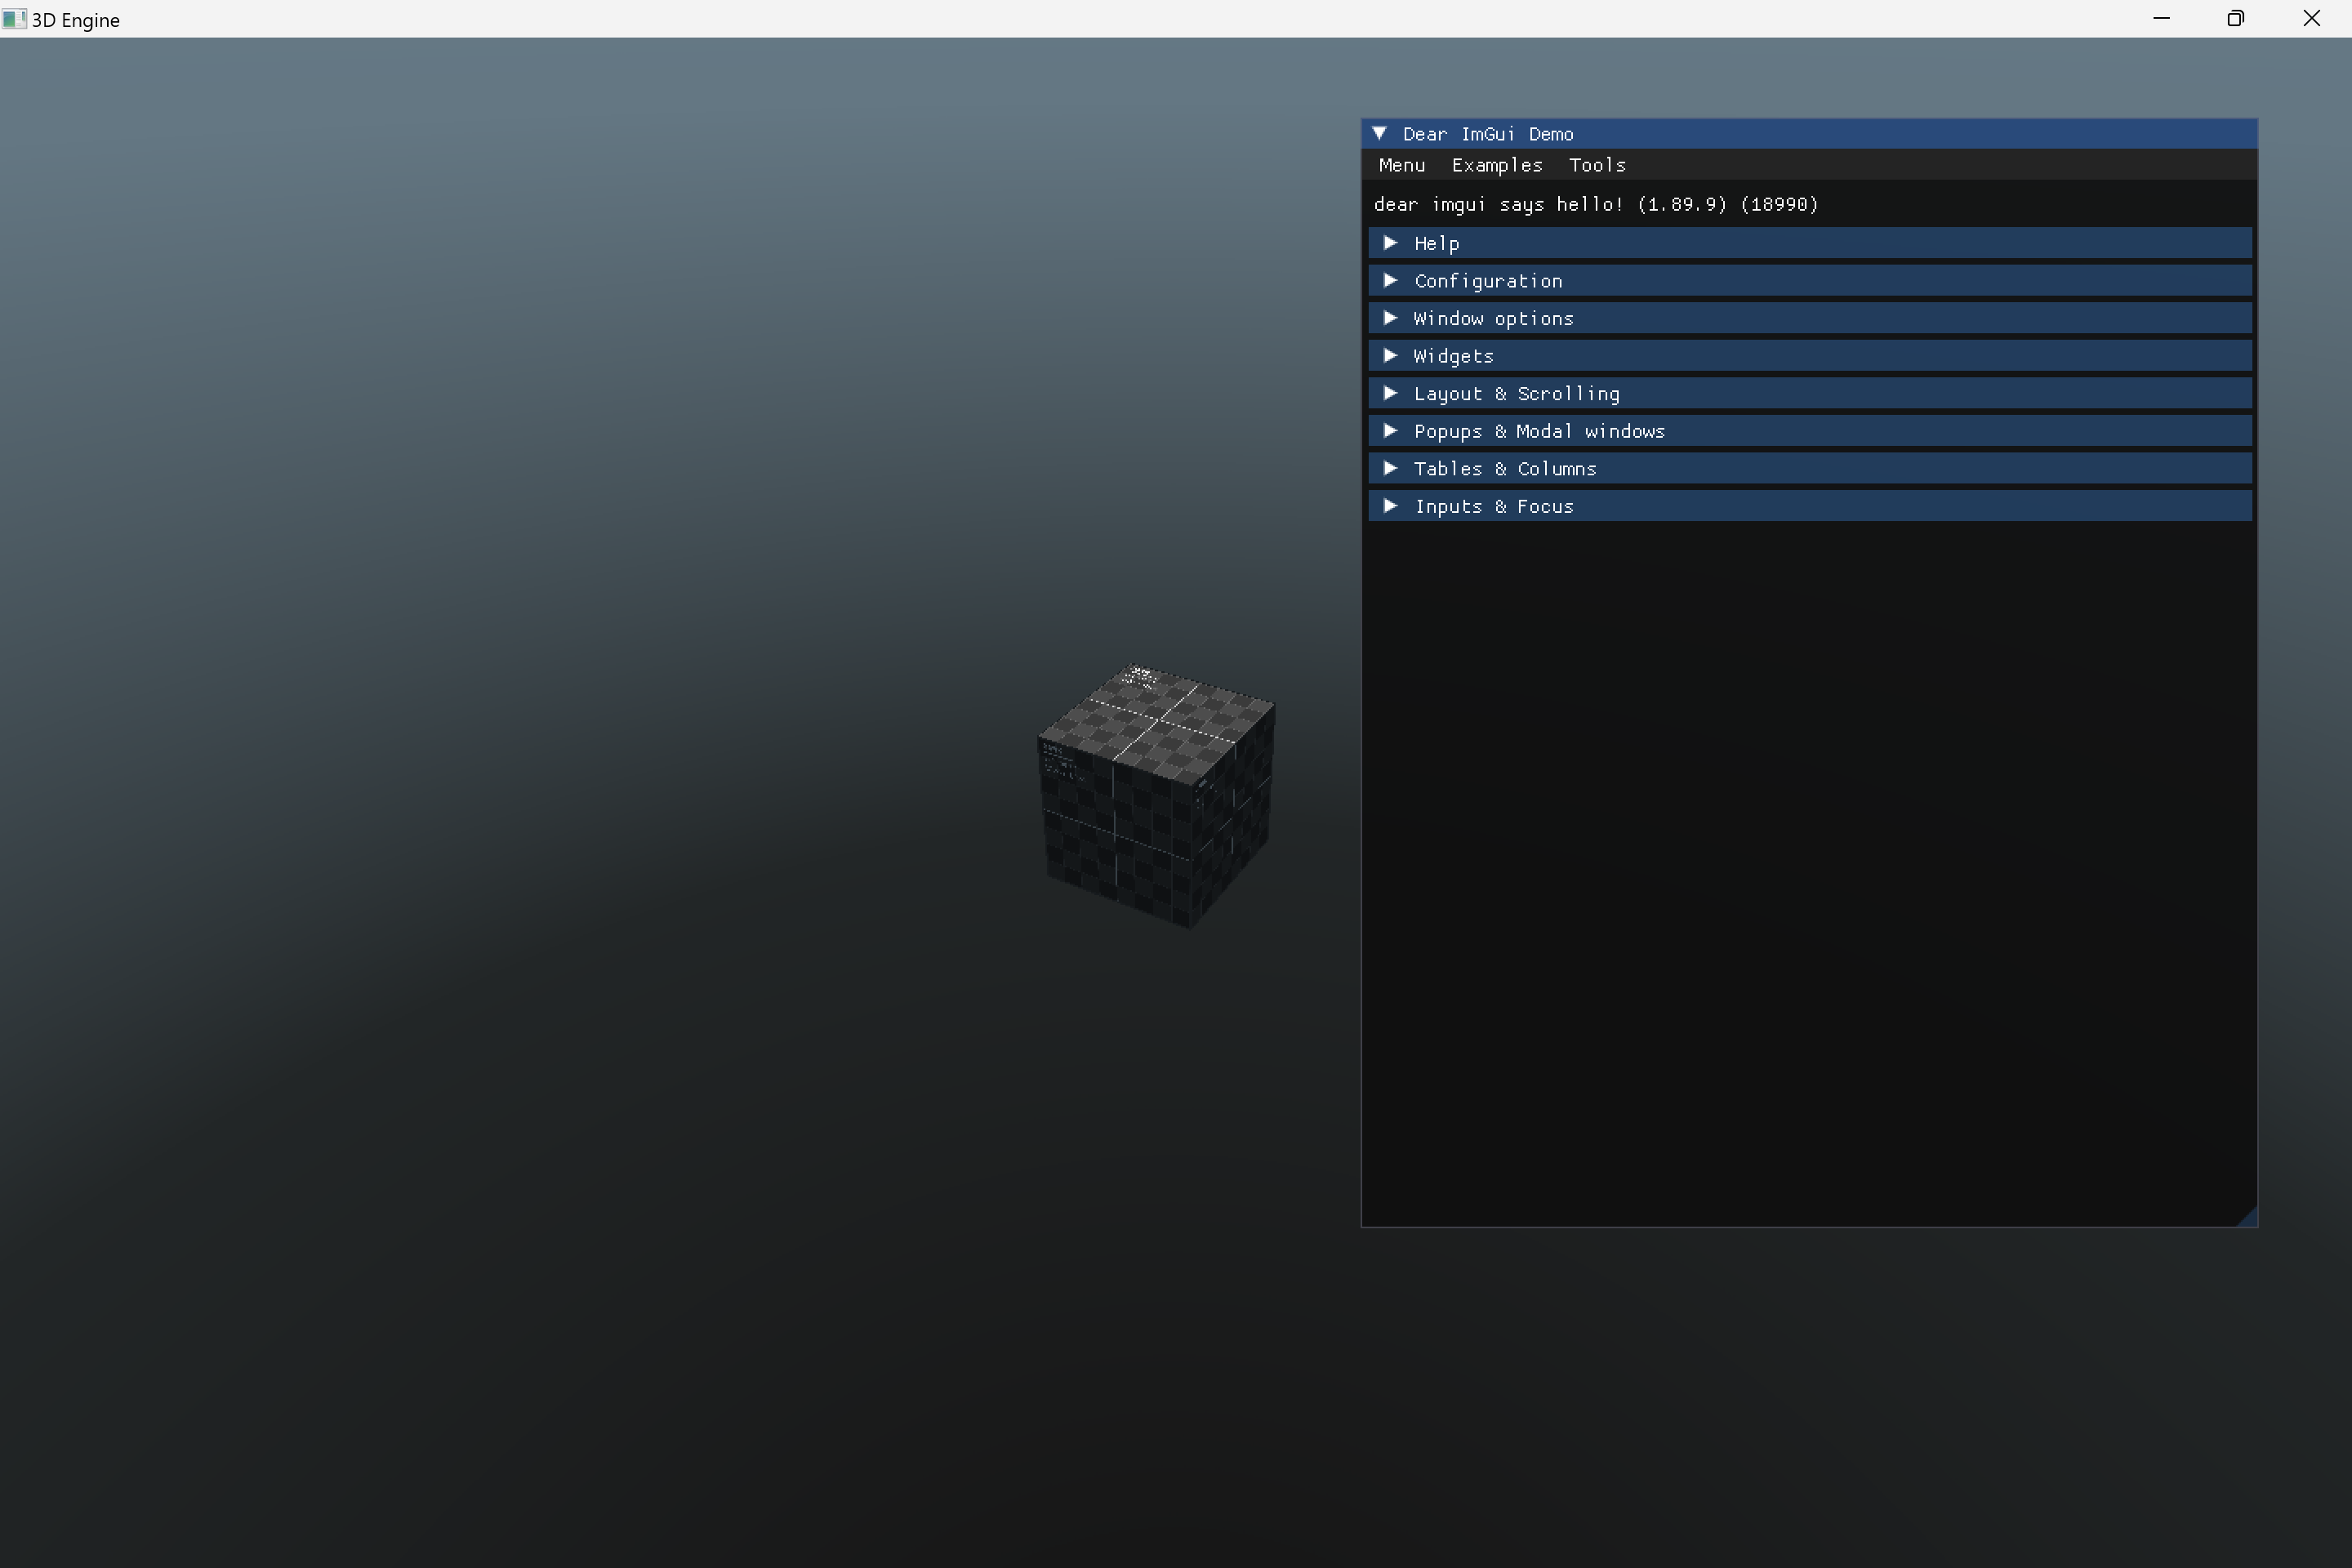 3D Engine
Dear ImGui Demo
Menu Examples Tools
dear imgui says hello! (1.89.9) (18990)
Help
Configuration
Window options
Widgets
Layout & Scrolling
Popups & Modal windows
Tables & Columns
Inputs & Focus